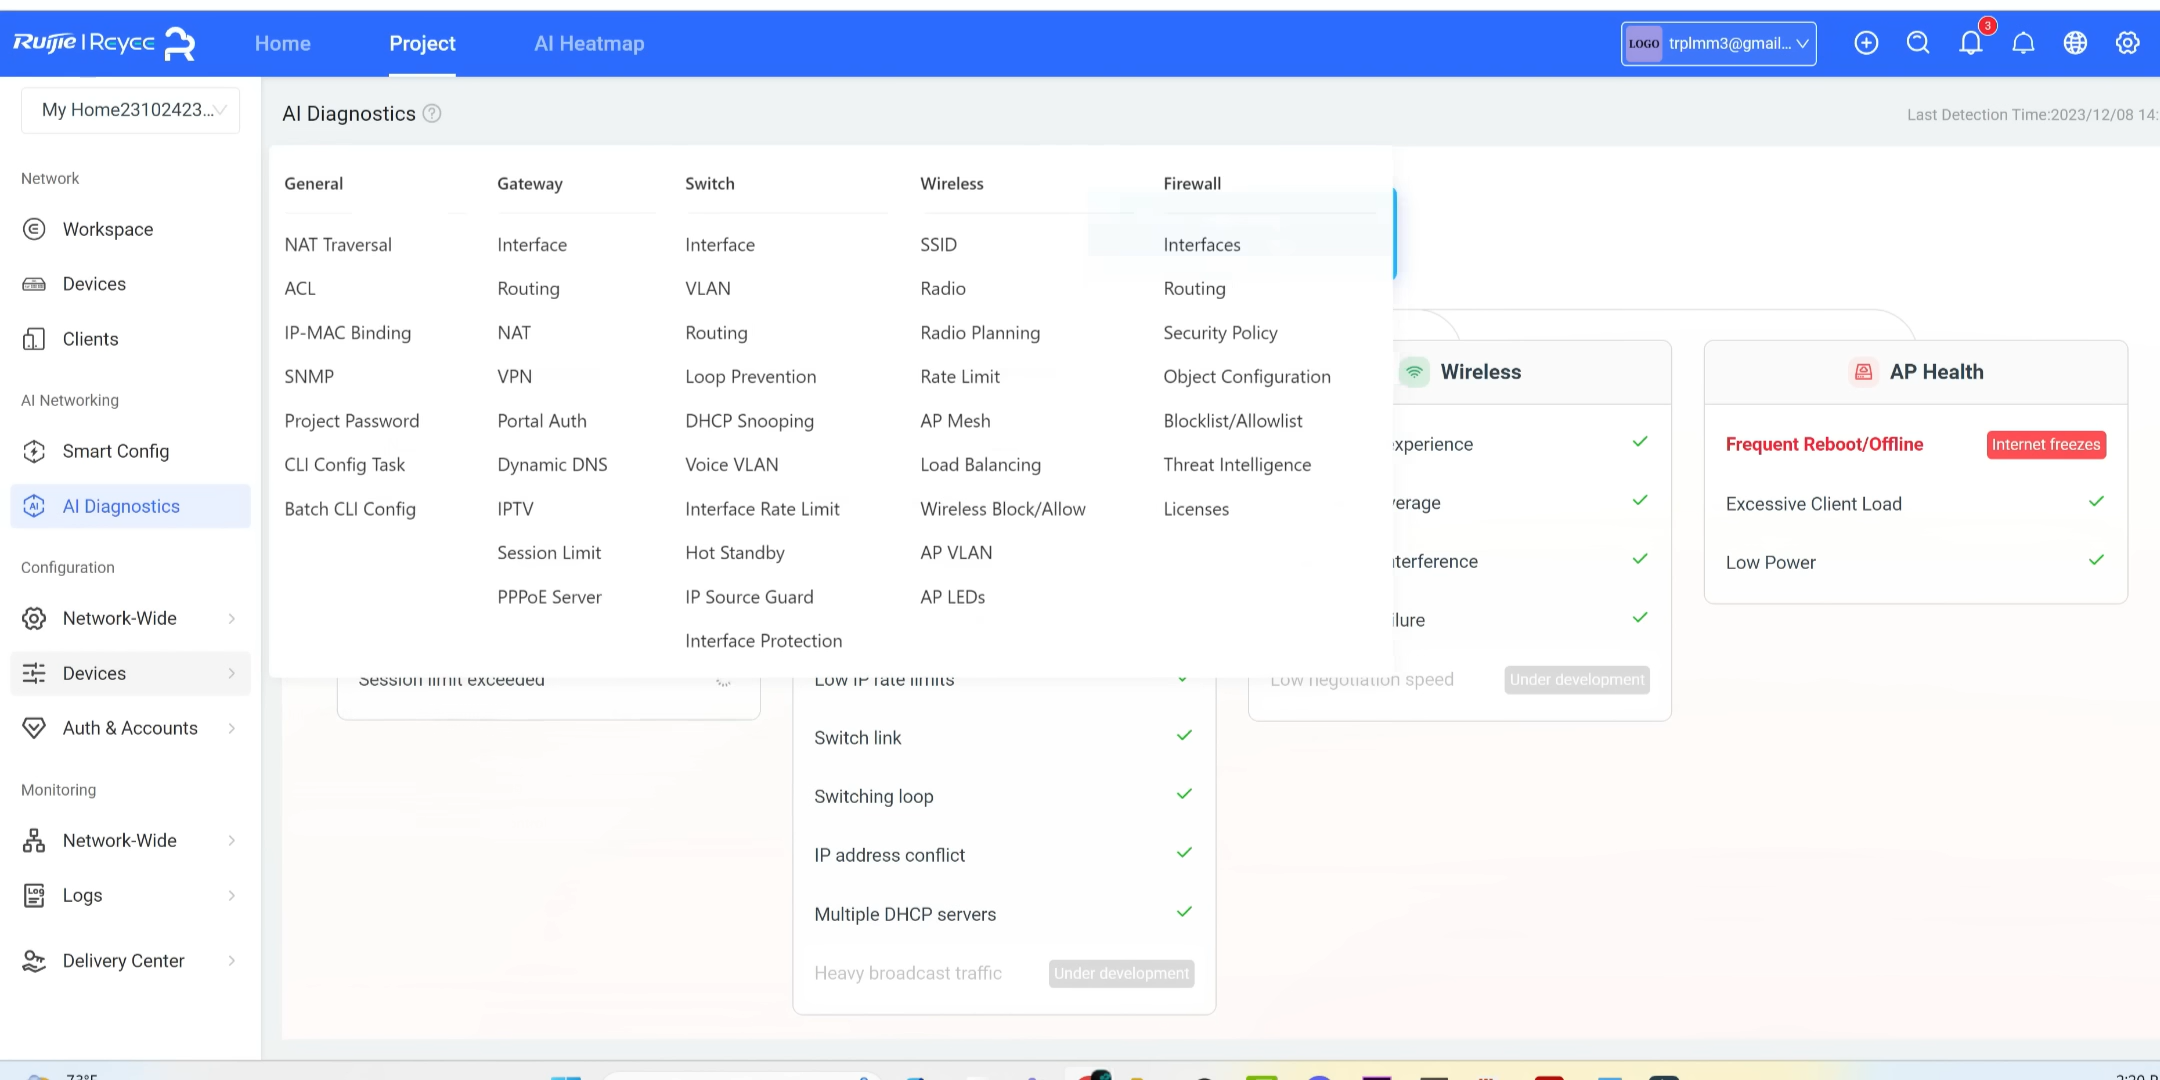 Ruijie | Reyee
Home
Project
AI Heatmap
LOGO
trplmm3@gmail...
3
My Home23102423...
AI Diagnostics
Last Detection Time:2023/12/08 14:
Network
Workspace
Devices
Clients
AI Networking
Smart Config
AI Diagnostics
Configuration
Network-Wide
Devices
Auth & Accounts
Monitoring
Network-Wide
Logs
Delivery Center
General
NAT Traversal
ACL
IP-MAC Binding
SNMP
Project Password
CLI Config Task
Batch CLI Config
Gateway
Interface
Routing
NAT
VPN
Portal Auth
Dynamic DNS
IPTV
Session Limit
PPPoE Server
Switch
Interface
VLAN
Routing
Loop Prevention
DHCP Snooping
Voice VLAN
Interface Rate Limit
Hot Standby
IP Source Guard
Interface Protection
Wireless
SSID
Radio
Radio Planning
Rate Limit
AP Mesh
Load Balancing
Wireless Block/Allow
AP VLAN
AP LEDs
Firewall
Interfaces
Routing
Security Policy
Object Configuration
Blocklist/Allowlist
Threat Intelligence
Licenses
Session limit exceeded
Low IP rate limits
Switch link
Switching loop
IP address conflict
Multiple DHCP servers
Heavy broadcast traffic
Under development
Wireless
xperience
erage
terference
ilure
Low negotiation speed
Under development
AP Health
Frequent Reboot/Offline
Internet freezes
Excessive Client Load
Low Power
73°F